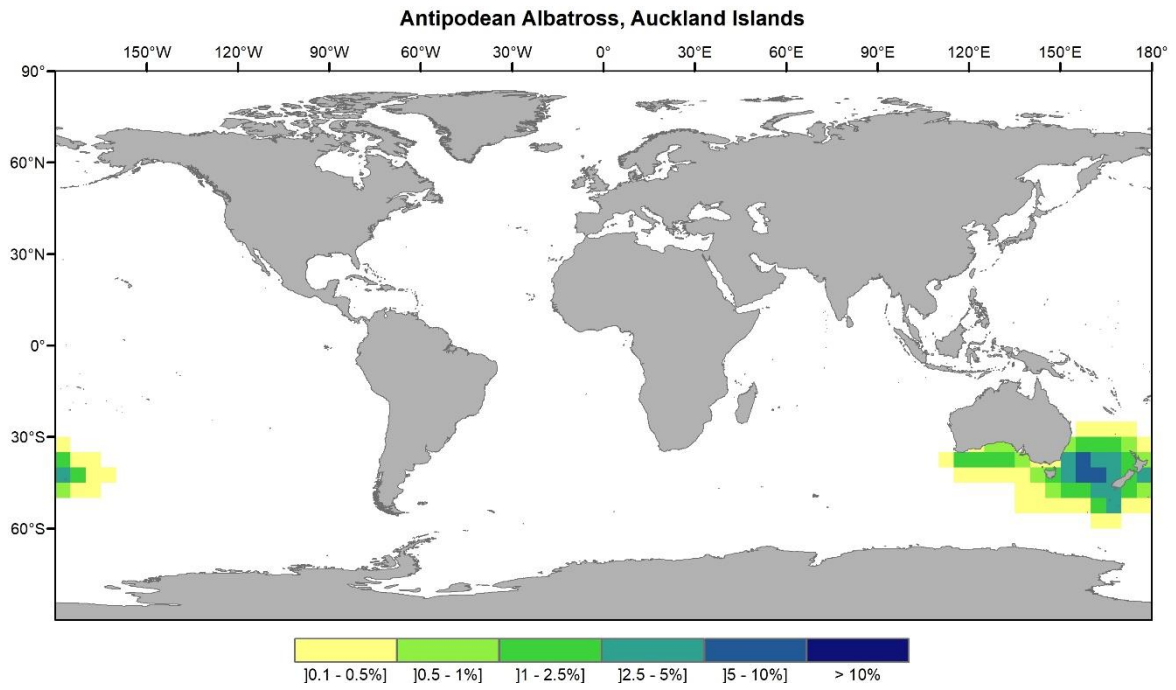 Antipodean Albatross, Auckland Islands
150°W 120°W 90°W 60°W 30°W 0° 30°E 60°E 90°E 120°E 150°E 180°
90°
60°N
30°N
0°
30°S
60°S
]0.1 - 0.5%] ]0.5 - 1%] ]1 - 2.5%] ]2.5 - 5%] ]5 - 10%] > 10%